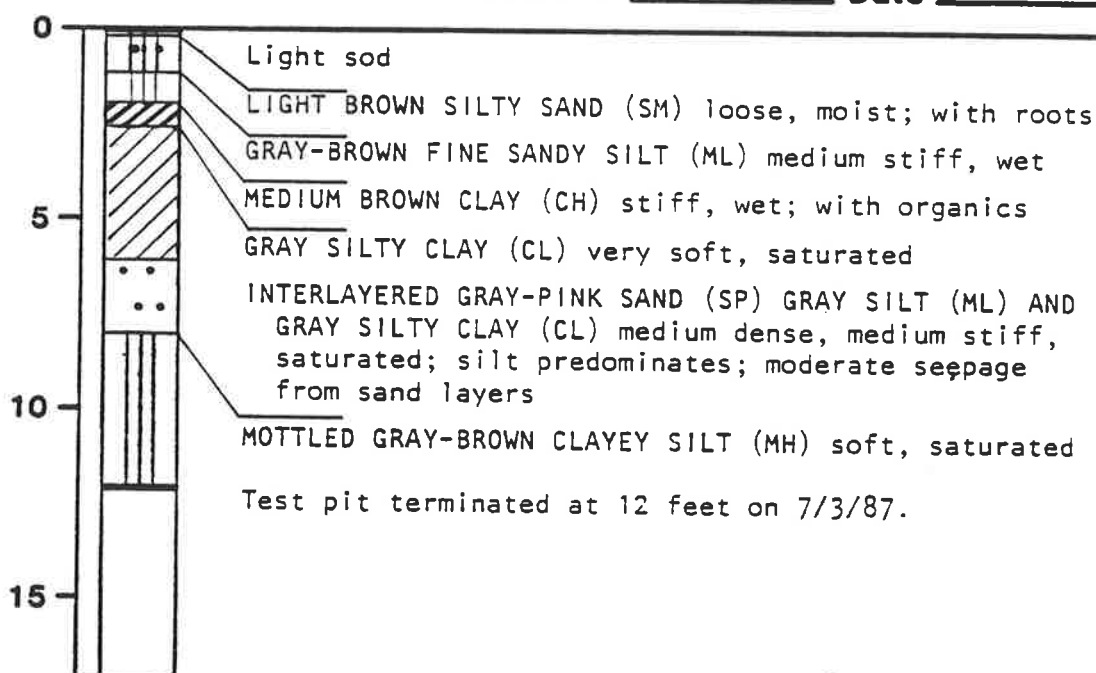 Date
0
Light sod
LIGHT BROWN SILTY SAND (SM) loose, moist; with roots
GRAY-BROWN FINE SANDY SILT (ML) medium stiff, wet
MEDIUM BROWN CLAY (CH) stiff, wet; with organics
5
GRAY SILTY CLAY (CL) very soft, saturated
INTERLAYERED GRAY-PINK SAND (SP) GRAY SILT (ML) AND
GRAY SILTY CLAY (CL) medium dense, medium stiff,
saturated; silt predominates; moderate seepage
from sand layers
10
MOTTLED GRAY-BROWN CLAYEY SILT (MH) soft, saturated
Test pit terminated at 12 feet on 7/3/87.
15